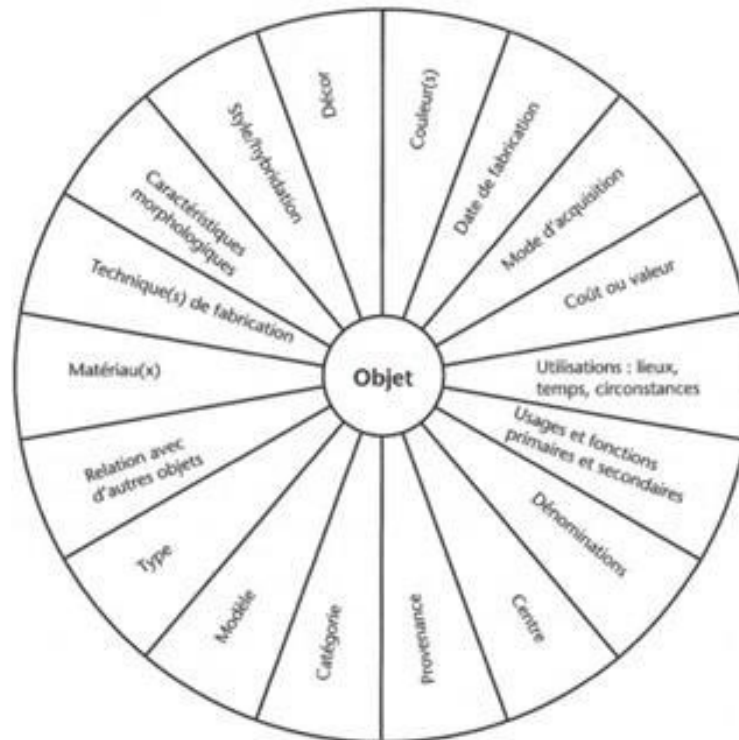 Décor
Couleur(s)
Date de fabrication
Mode d'acquisition
Coût ou valeur
Utilisations : lieux,
temps, circonstances
Usages et fonctions
primaires et secondaires
Dénominations
Centre
Provenance
Catégorie
Modèle
Type
Relation avec
d'autres objets
Matériau(x)
Technique(s) de fabrication
Caractéristiques
morphologiques
Style/hybridation
Objet